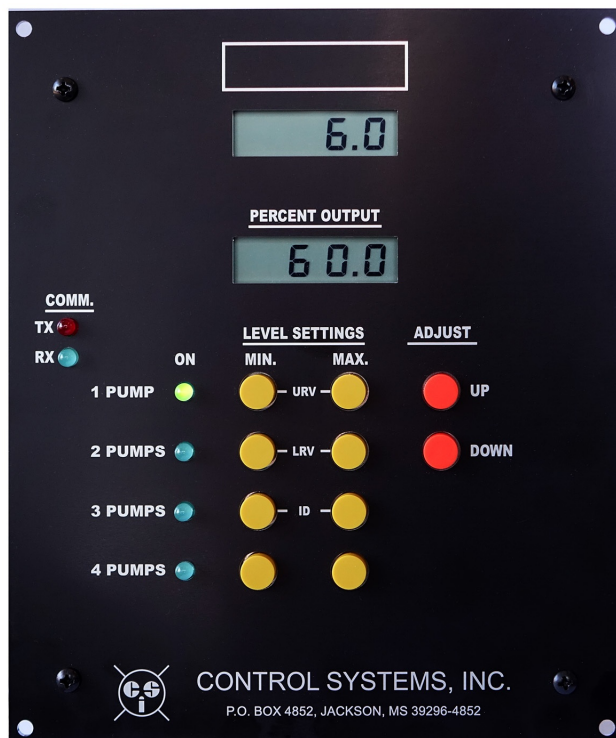 6.0
PERCENT OUTPUT
60.0
COMM.
TX
RX
LEVEL SETTINGS
ADJUST
ON MIN. MAX.
1 PUMP URV UP
2 PUMPS LRV DOWN
3 PUMPS ID
4 PUMPS
CSi CONTROL SYSTEMS, INC.
P.O. BOX 4852, JACKSON, MS 39296-4852